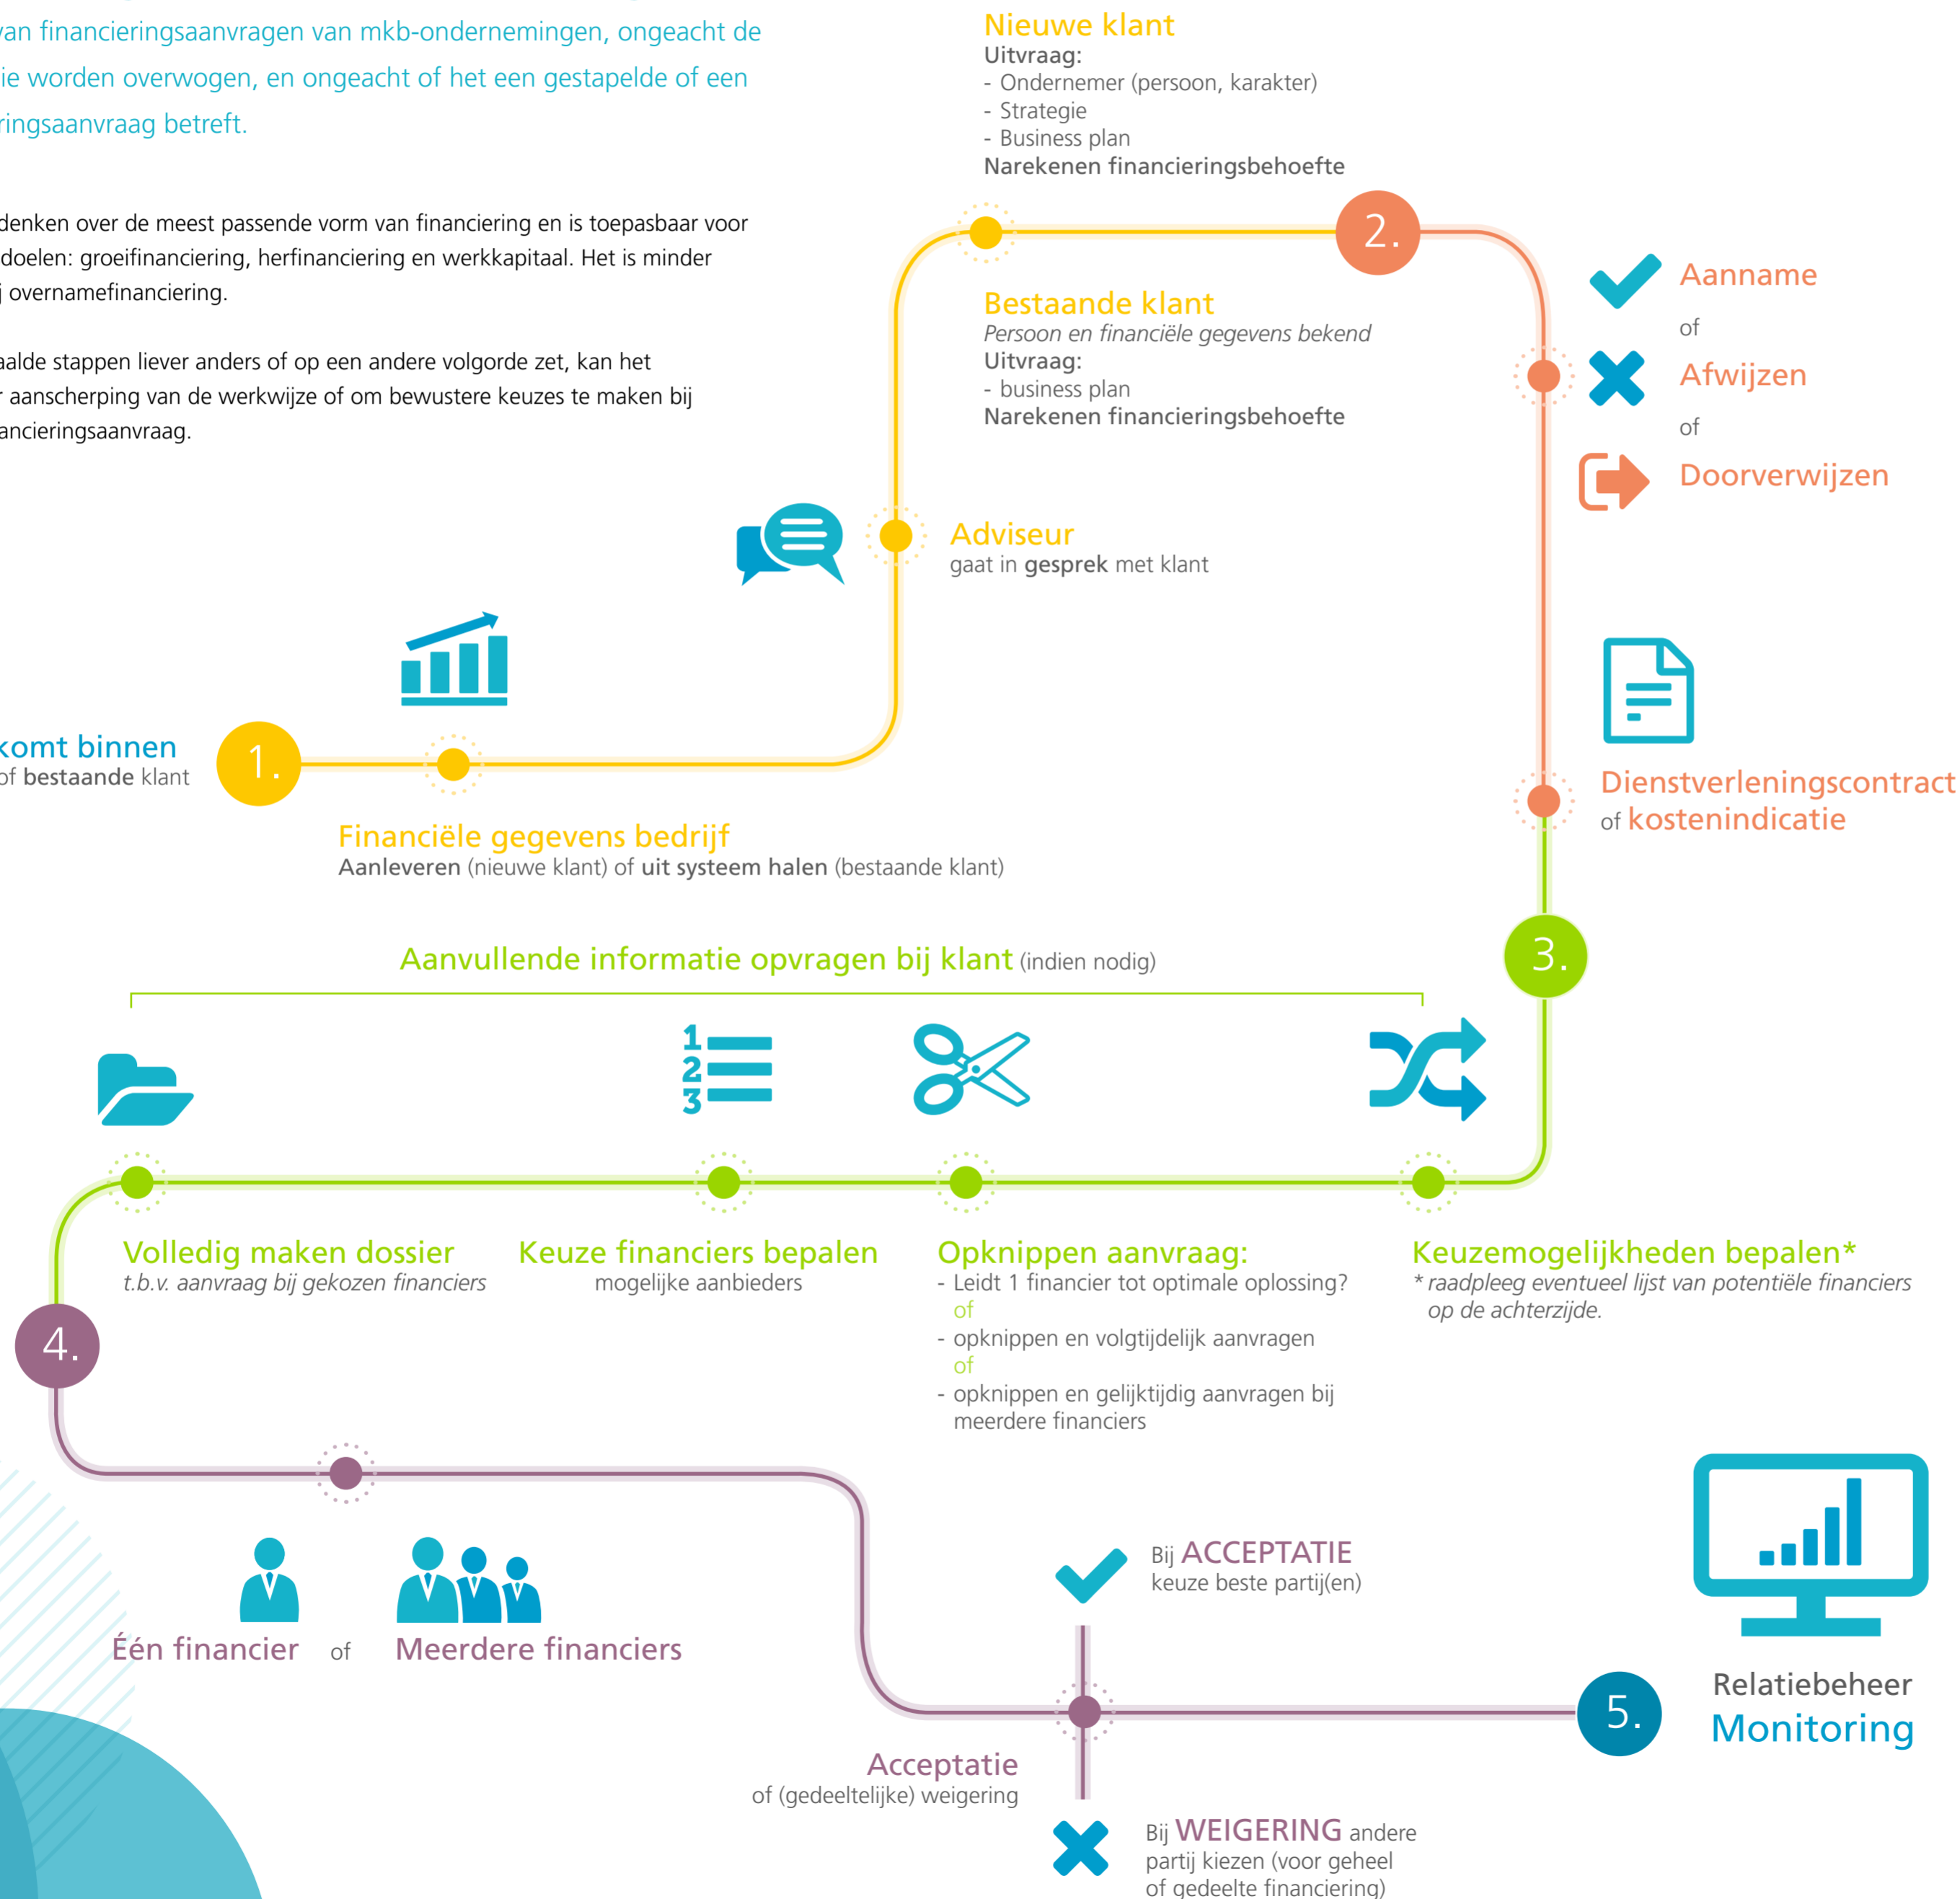 van financieringsaanvragen van mkb-ondernemingen, ongeacht de
ie worden overwogen, en ongeacht of het een gestapelde of een
ringsaanvraag betreft.
denken over de meest passende vorm van financiering en is toepasbaar voor
doelen: groeifinanciering, herfinanciering en werkkapitaal. Het is minder
j overnamefinanciering.
aalde stappen liever anders of op een andere volgorde zet, kan het
r aanscherping van de werkwijze of om bewustere keuzes te maken bij
ancieringsaanvraag.
Nieuwe klant
Uitvraag:
- Ondernemer (persoon, karakter)
- Strategie
- Business plan
Narekenen financieringsbehoefte
2.
Bestaande klant
Persoon en financiële gegevens bekend
Uitvraag:
- business plan
Narekenen financieringsbehoefte
Aanname
of
Afwijzen
of
Doorverwijzen
Adviseur
gaat in gesprek met klant
komt binnen
of bestaande klant
1.
Financiële gegevens bedrijf
Aanleveren (nieuwe klant) of uit systeem halen (bestaande klant)
Dienstverleningscontract
of kostenindicatie
3.
Aanvullende informatie opvragen bij klant (indien nodig)
1
2
3
Volledig maken dossier
t.b.v. aanvraag bij gekozen financiers
Keuze financiers bepalen
mogelijke aanbieders
Opknippen aanvraag:
- Leidt 1 financier tot optimale oplossing?
of
- opknippen en volgtijdelijk aanvragen
of
- opknippen en gelijktijdig aanvragen bij
meerdere financiers
Keuzemogelijkheden bepalen*
* raadpleeg eventueel lijst van potentiële financiers
op de achterzijde.
4.
Één financier of Meerdere financiers
Bij ACCEPTATIE
keuze beste partij(en)
Acceptatie
of (gedeeltelijke) weigering
Bij WEIGERING andere
partij kiezen (voor geheel
of gedeelte financiering)
5.
Relatiebeheer
Monitoring